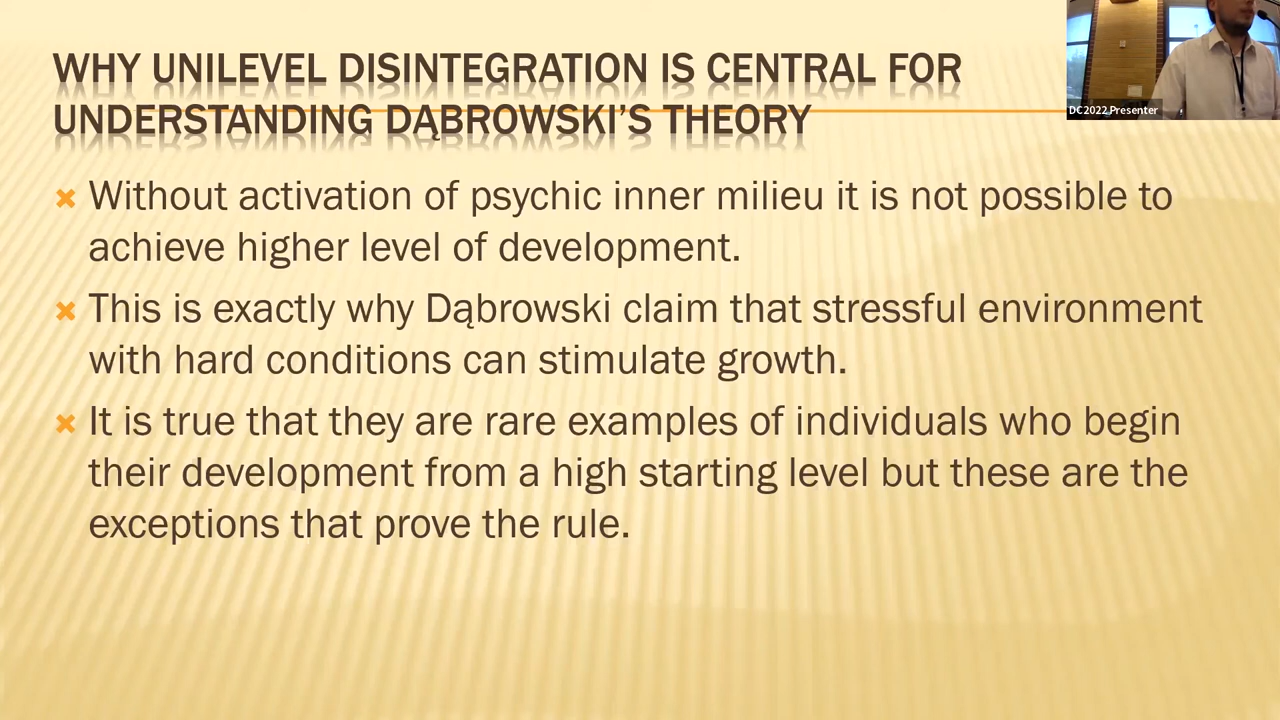 WHY UNILEVEL DISINTEGRATION IS CENTRAL FOR
UNDERSTANDING DĄBROWSKI'S THEORY
DC2022 Presenter
Without activation of psychic inner milieu it is not possible to
achieve higher level of development.
This is exactly why Dąbrowski claim that stressful environment
with hard conditions can stimulate growth.
It is true that they are rare examples of individuals who begin
their development from a high starting level but these are the
exceptions that prove the rule.